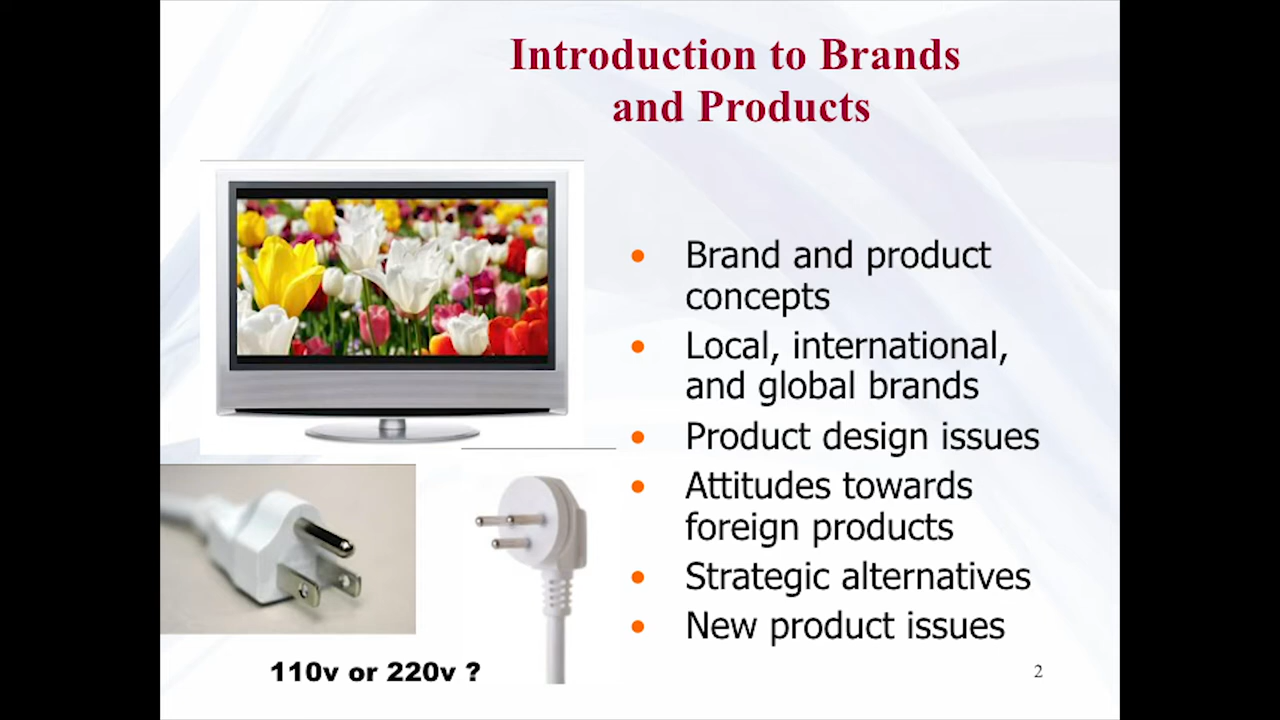 Introduction to Brands
and Products
• Brand and product
concepts
• Local, international,
and global brands
• Product design issues
• Attitudes towards
foreign products
• Strategic alternatives
• New product issues
110v or 220v ?
2